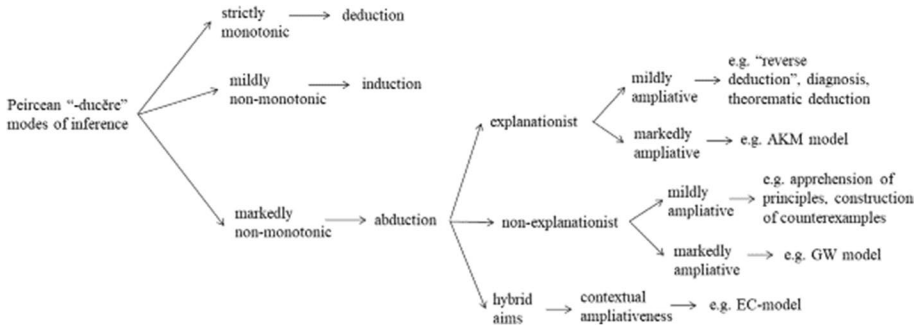 strictly
monotonic
deduction
mildly
non-monotonic
induction
Peircean “-ducĕre”
modes of inference
markedly
non-monotonic
abduction
explanationist
mildly
ampliative
e.g. “reverse
deduction”, diagnosis,
theorematic deduction
markedly
ampliative
e.g. AKM model
non-explanationist
mildly
ampliative
e.g. apprehension of
principles, construction
of counterexamples
markedly
ampliative
e.g. GW model
hybrid
aims
contextual
ampliativeness
e.g. EC-model